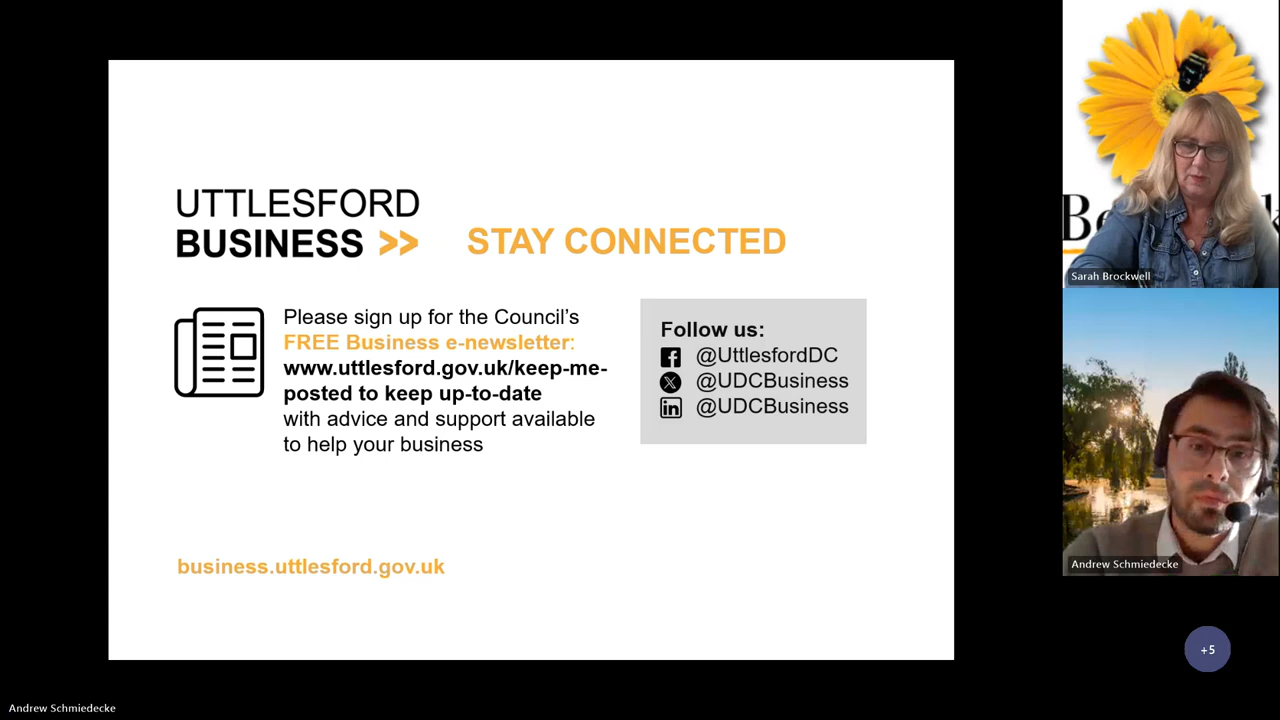 UTTLESFORD
BUSINESS >> STAY CONNECTED
Please sign up for the Council's
FREE Business e-newsletter:
www.uttlesford.gov.uk/keep-me-
posted to keep up-to-date
with advice and support available
to help your business
Follow us:
@UttlesfordDC
@UDCBusiness
@UDCBusiness
business.uttlesford.gov.uk
Sarah Brockwell
Andrew Schmiedecke
+5
Andrew Schmiedecke